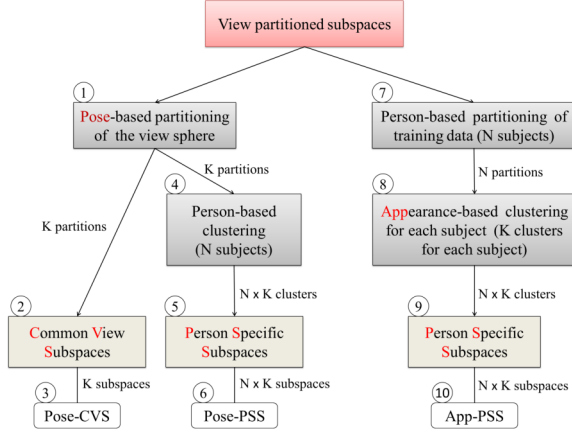 View partitioned subspaces
1
Pose-based partitioning
of the view sphere
7
Person-based partitioning of
training data (N subjects)
K partitions
N partitions
4
Person-based
clustering
(N subjects)
8
Appearance-based clustering
for each subject (K clusters
for each subject)
K partitions
N x K clusters
N x K clusters
2
Common View
Subspaces
5
Person Specific
Subspaces
9
Person Specific
Subspaces
K subspaces
N x K subspaces
N x K subspaces
3
Pose-CVS
6
Pose-PSS
10
App-PSS